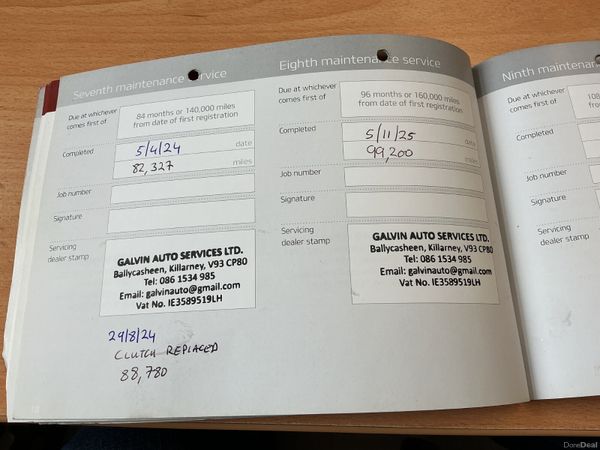 Seventh maintenance service
Due at whichever
comes first of
84 months or 140,000 miles
from date of first registration
Completed
5/4/24 date
82,327 miles
Job number
Signature
Servicing
dealer stamp
GALVIN AUTO SERVICES LTD.
Ballycasheen, Killarney, V93 CP80
Tel: 086 1534 985
Email: galvinauto@gmail.com
Vat No. IE3589519LH
29/8/24
CLUTCH REPLACED
88,780
Eighth maintenance service
Due at whichever
comes first of
96 months or 160,000 miles
from date of first registration
Completed
5/11/25 date
99,200 miles
Job number
Signature
Servicing
dealer stamp
GALVIN AUTO SERVICES LTD.
Ballycasheen, Killarney, V93 CP80
Tel: 086 1534 985
Email: galvinauto@gmail.com
Vat No. IE3589519LH
Ninth maintenan
Due at whichever
comes first of
108
Completed
Job number
Signature
Servicing
dealer stamp
DoneDeal